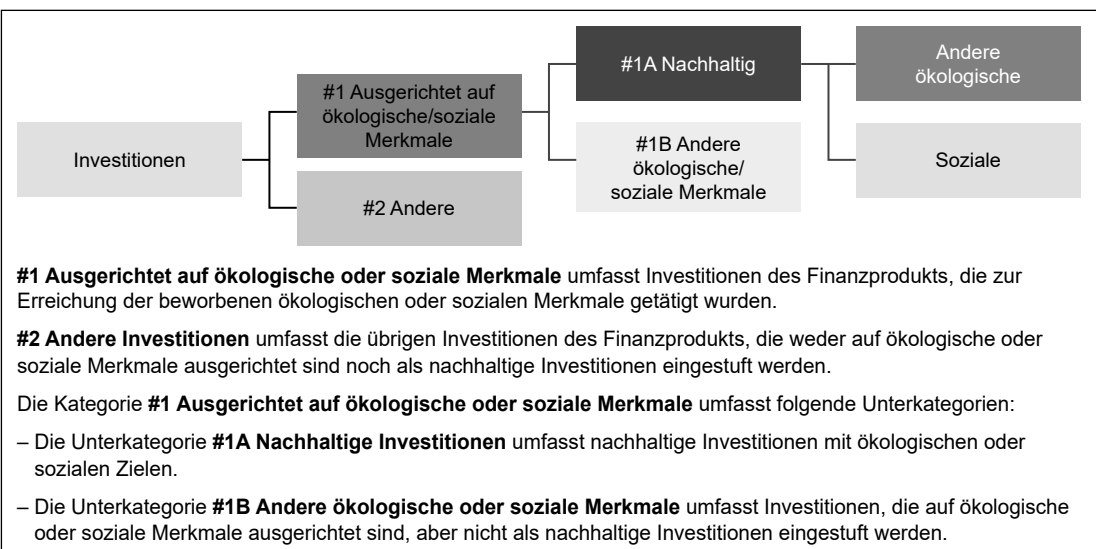 Investitionen
#1 Ausgerichtet auf
ökologische/soziale
Merkmale
#2 Andere
#1A Nachhaltig
#1B Andere
ökologische/
soziale Merkmale
Andere
ökologische
Soziale
#1 Ausgerichtet auf ökologische oder soziale Merkmale umfasst Investitionen des Finanzprodukts, die zur
Erreichung der beworbenen ökologischen oder sozialen Merkmale getätigt wurden.
#2 Andere Investitionen umfasst die übrigen Investitionen des Finanzprodukts, die weder auf ökologische oder
soziale Merkmale ausgerichtet sind noch als nachhaltige Investitionen eingestuft werden.
Die Kategorie #1 Ausgerichtet auf ökologische oder soziale Merkmale umfasst folgende Unterkategorien:
– Die Unterkategorie #1A Nachhaltige Investitionen umfasst nachhaltige Investitionen mit ökologischen oder
sozialen Zielen.
– Die Unterkategorie #1B Andere ökologische oder soziale Merkmale umfasst Investitionen, die auf ökologische
oder soziale Merkmale ausgerichtet sind, aber nicht als nachhaltige Investitionen eingestuft werden.